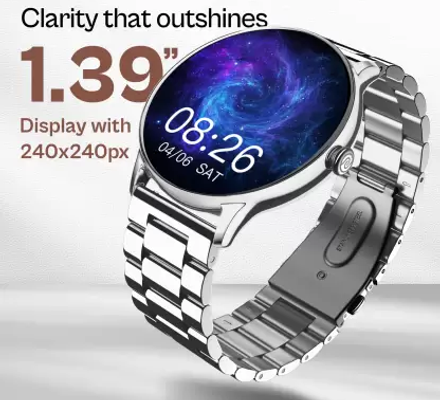 Clarity that outshines
1.39”
Display with
240x240px
08:26
04/06 SAT